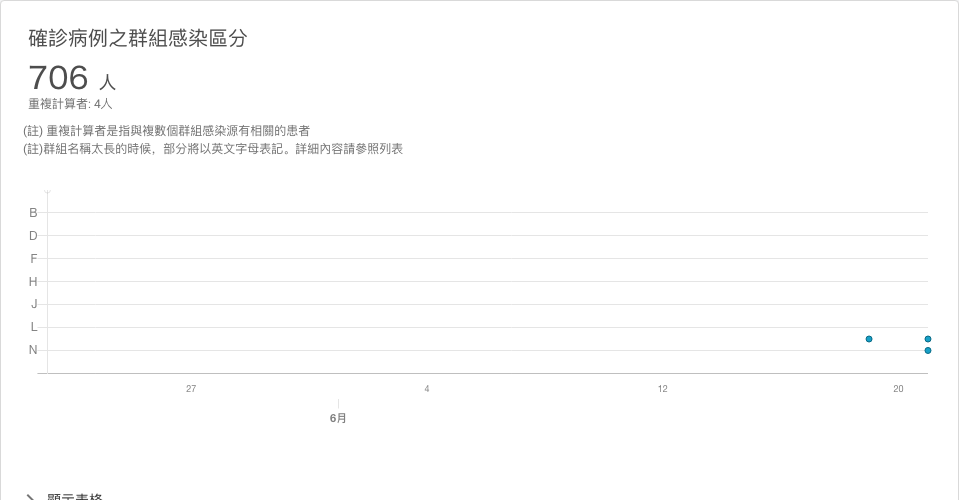 確診病例之群組感染區分
706 人
重複計算者: 4人
(註) 重複計算者是指與複數個群組感染源有相關的患者
(註)群組名稱太長的時候，部分將以英文字母表記。詳細內容請參照列表
B
D
F
H
J
L
N
27 4 12 20
6月
顯示表格